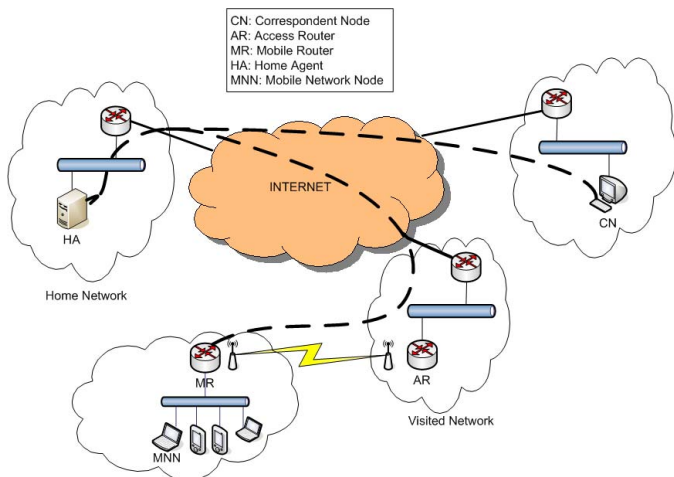 CN: Correspondent Node
AR: Access Router
MR: Mobile Router
HA: Home Agent
MNN: Mobile Network Node
INTERNET
HA
CN
Home Network
MR
AR
MNN
Visited Network